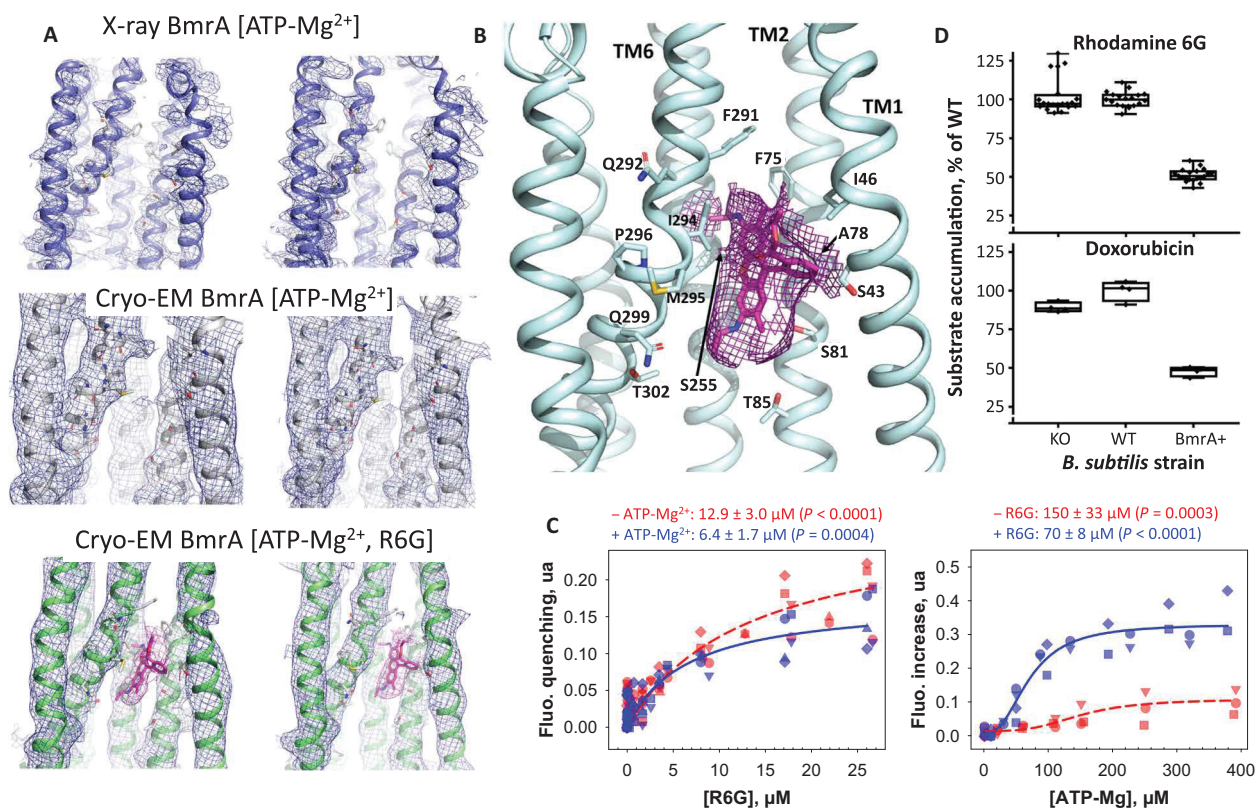 A
X-ray BmrA [ATP-Mg²⁺]
Cryo-EM BmrA [ATP-Mg²⁺]
Cryo-EM BmrA [ATP-Mg²⁺, R6G]
B
TM6
TM2
TM1
F291
Q292
F75
I46
I294
P296
A78
M295
S43
Q299
S81
T302
S255
T85
C
– ATP-Mg²⁺: 12.9 ± 3.0 µM (P < 0.0001)
+ ATP-Mg²⁺: 6.4 ± 1.7 µM (P = 0.0004)
Fluo. quenching, ua
0.20
0.15
0.10
0.05
0.00
0 5 10 15 20 25
[R6G], µM
– R6G: 150 ± 33 µM (P = 0.0003)
+ R6G: 70 ± 8 µM (P < 0.0001)
Fluo. increase, ua
0.5
0.4
0.3
0.2
0.1
0.0
0 100 200 300 400
[ATP-Mg], µM
D
Substrate accumulation, % of WT
Rhodamine 6G
125
100
75
50
25
Doxorubicin
125
100
75
50
25
KO WT BmrA+
B. subtilis strain